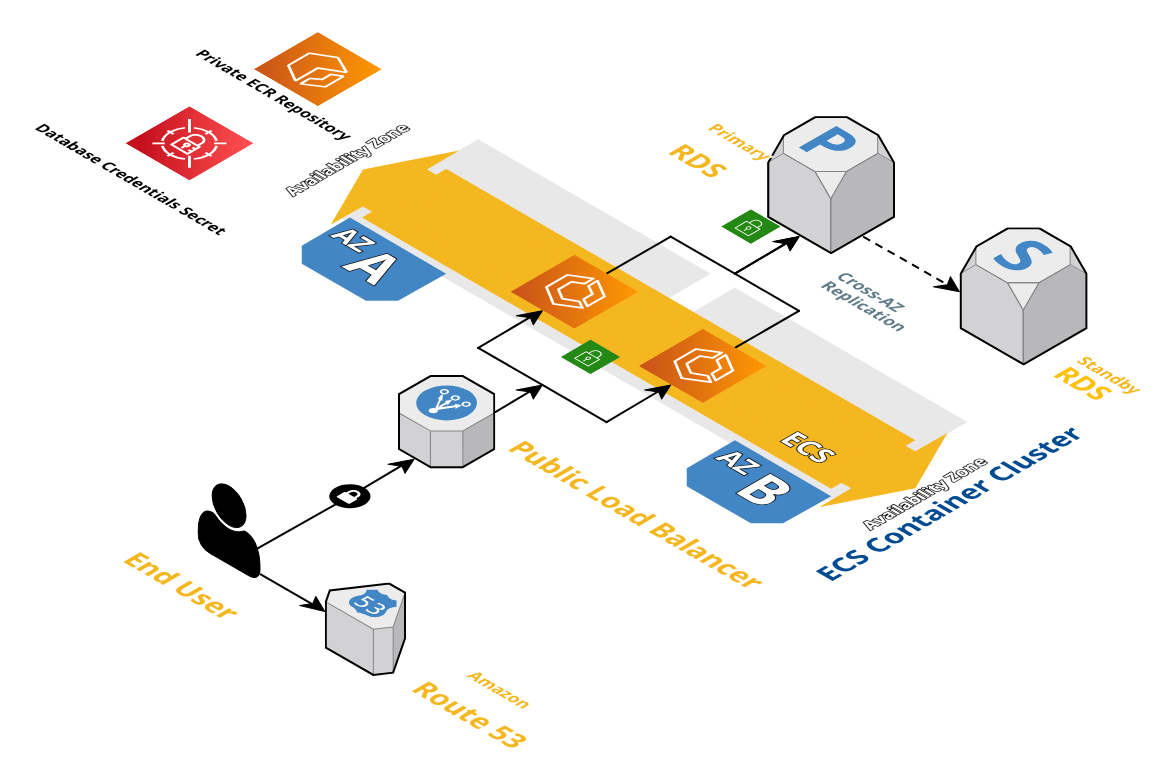 Private ECR Repository
Database Credentials Secret
Availability Zone
AZ A
Primary
RDS
P
S
Cross-AZ
Replication
Standby
RDS
ECS
AZ B
Availability Zone
ECS Container Cluster
Public Load Balancer
End User
53
Amazon
Route 53